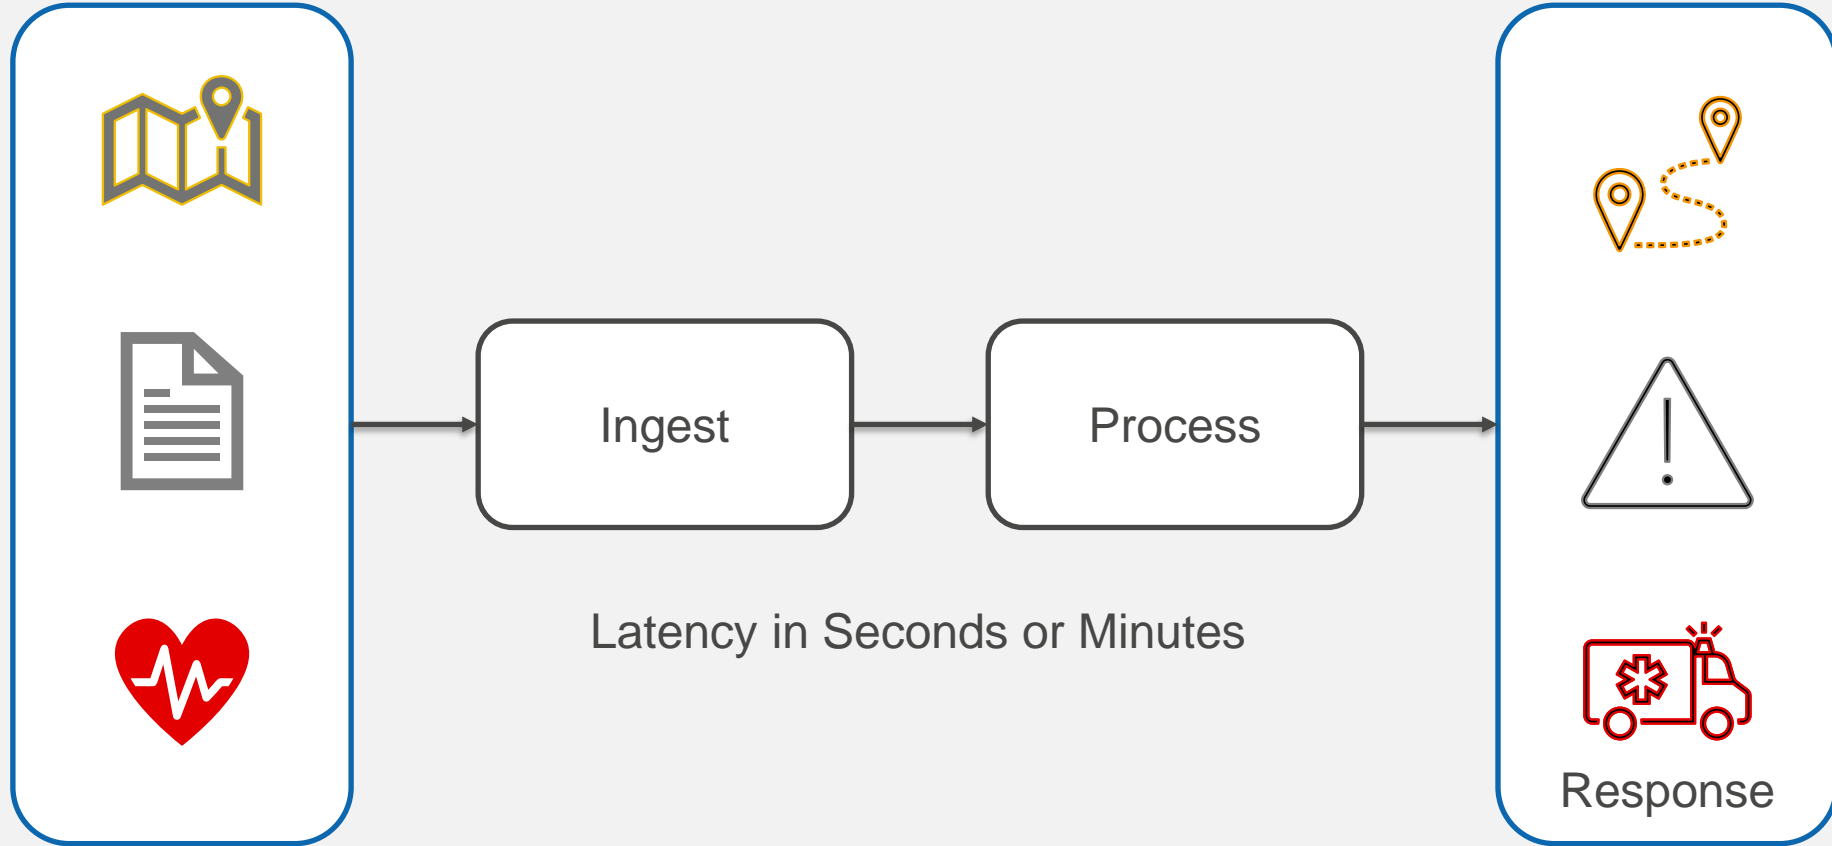 Ingest
Process
Latency in Seconds or Minutes
Response